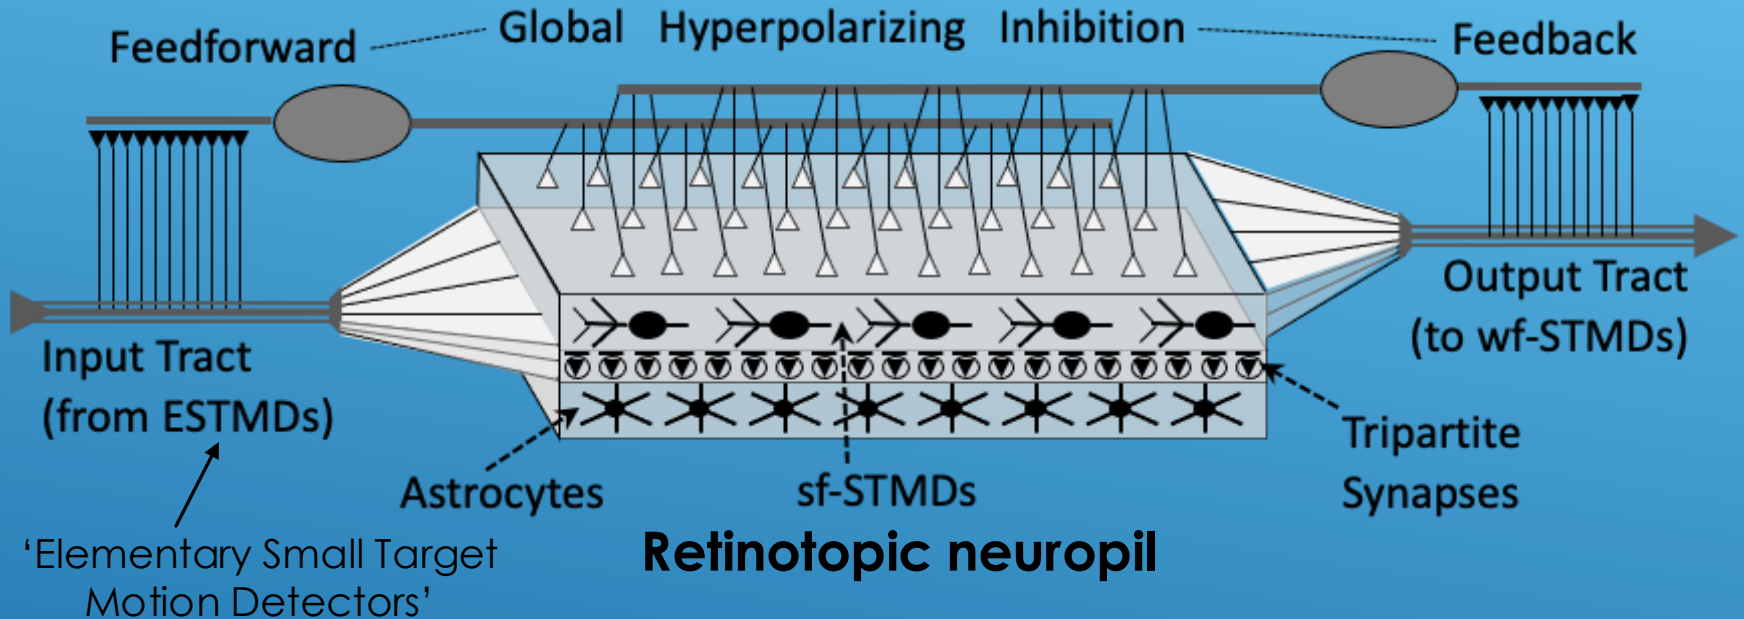 Feedforward
Global Hyperpolarizing Inhibition
Feedback
Input Tract
(from ESTMDs)
Output Tract
(to wf-STMDs)
Astrocytes
sf-STMDs
Tripartite
Synapses
‘Elementary Small Target
Motion Detectors’
Retinotopic neuropil